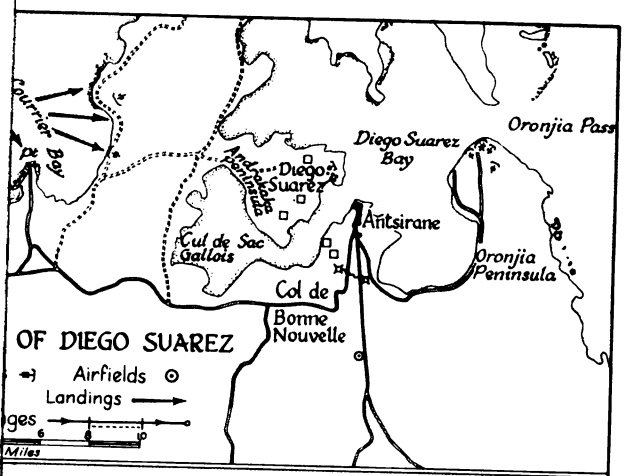 Courrier
Bay
Pt
Oronjia Pass
Diego Suarez
Bay
Andrakaka
Peninsula
Diego
Suarez
Antsirane
Cul de Sac
Gallois
Oronjia
Peninsula
Col de
Bonne
Nouvelle
OF DIEGO SUAREZ
Airfields
Landings
ges
6 8 10
Miles